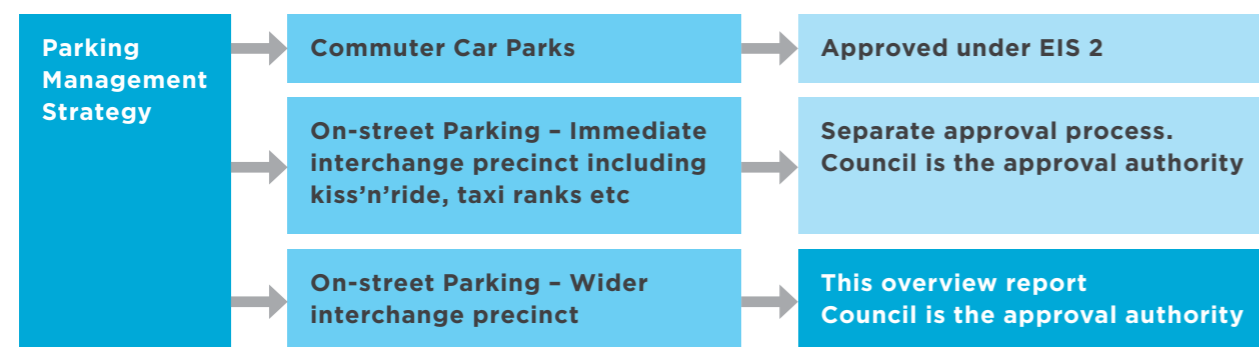 Parking
Management
Strategy
Commuter Car Parks
Approved under EIS 2
On-street Parking – Immediate
interchange precinct including
kiss’n’ride, taxi ranks etc
Separate approval process.
Council is the approval authority
On-street Parking – Wider
interchange precinct
This overview report
Council is the approval authority